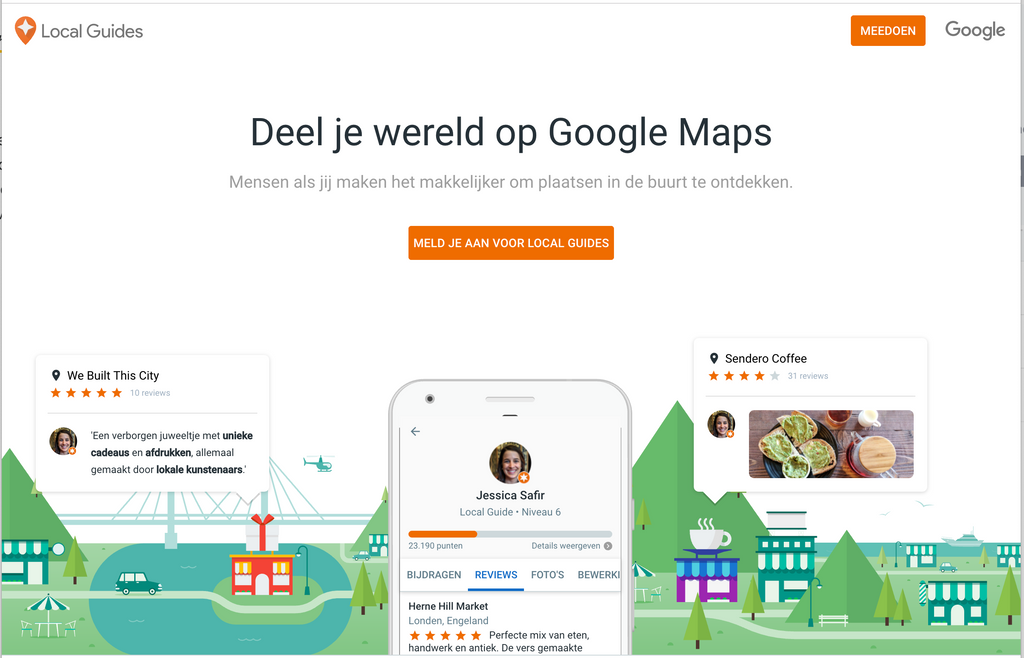 Local Guides
MEEDOEN
Google
Deel je wereld op Google Maps
Mensen als jij maken het makkelijker om plaatsen in de buurt te ontdekken.
MELD JE AAN VOOR LOCAL GUIDES
We Built This City
10 reviews
'Een verborgen juweeltje met unieke
cadeaus en afdrukken, allemaal
gemaakt door lokale kunstenaars.'
Sendero Coffee
31 reviews
Jessica Safir
Local Guide • Niveau 6
23.190 punten
Details weergeven
BIJDRAGEN REVIEWS FOTO'S BEWERKI
Herne Hill Market
Londen, Engeland
Perfecte mix van eten,
handwerk en antiek. De vers gemaakte